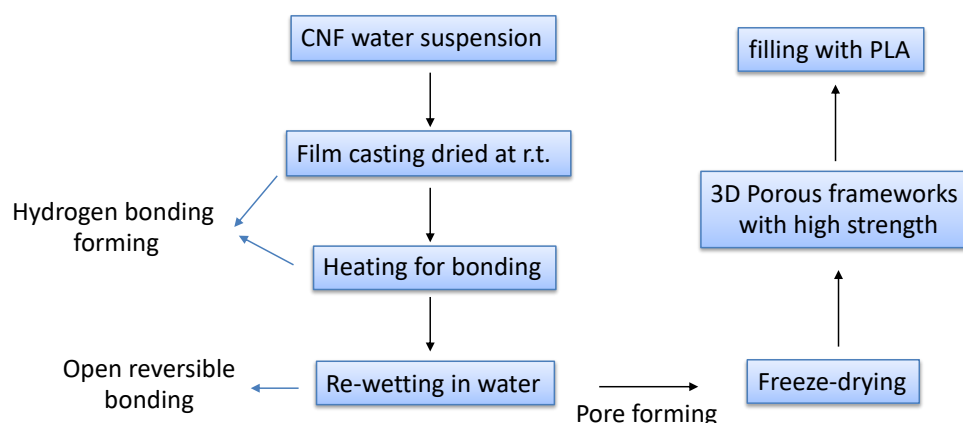 CNF water suspension
Film casting dried at r.t.
Hydrogen bonding
forming
Heating for bonding
Open reversible
bonding
Re-wetting in water
Pore forming
Freeze-drying
3D Porous frameworks
with high strength
filling with PLA